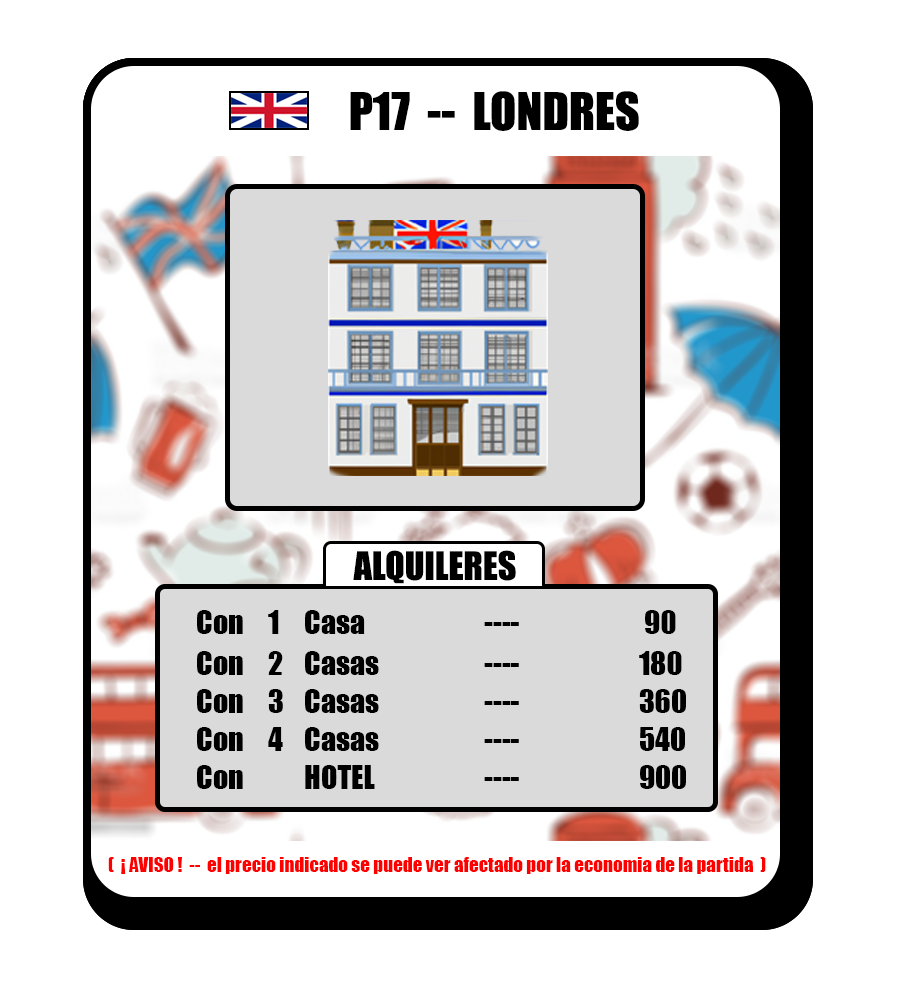 P17 -- LONDRES
ALQUILERES
Con 1 Casa ---- 90
Con 2 Casas ---- 180
Con 3 Casas ---- 360
Con 4 Casas ---- 540
Con HOTEL ---- 900
( ¡ AVISO ! -- el precio indicado se puede ver afectado por la economia de la partida )